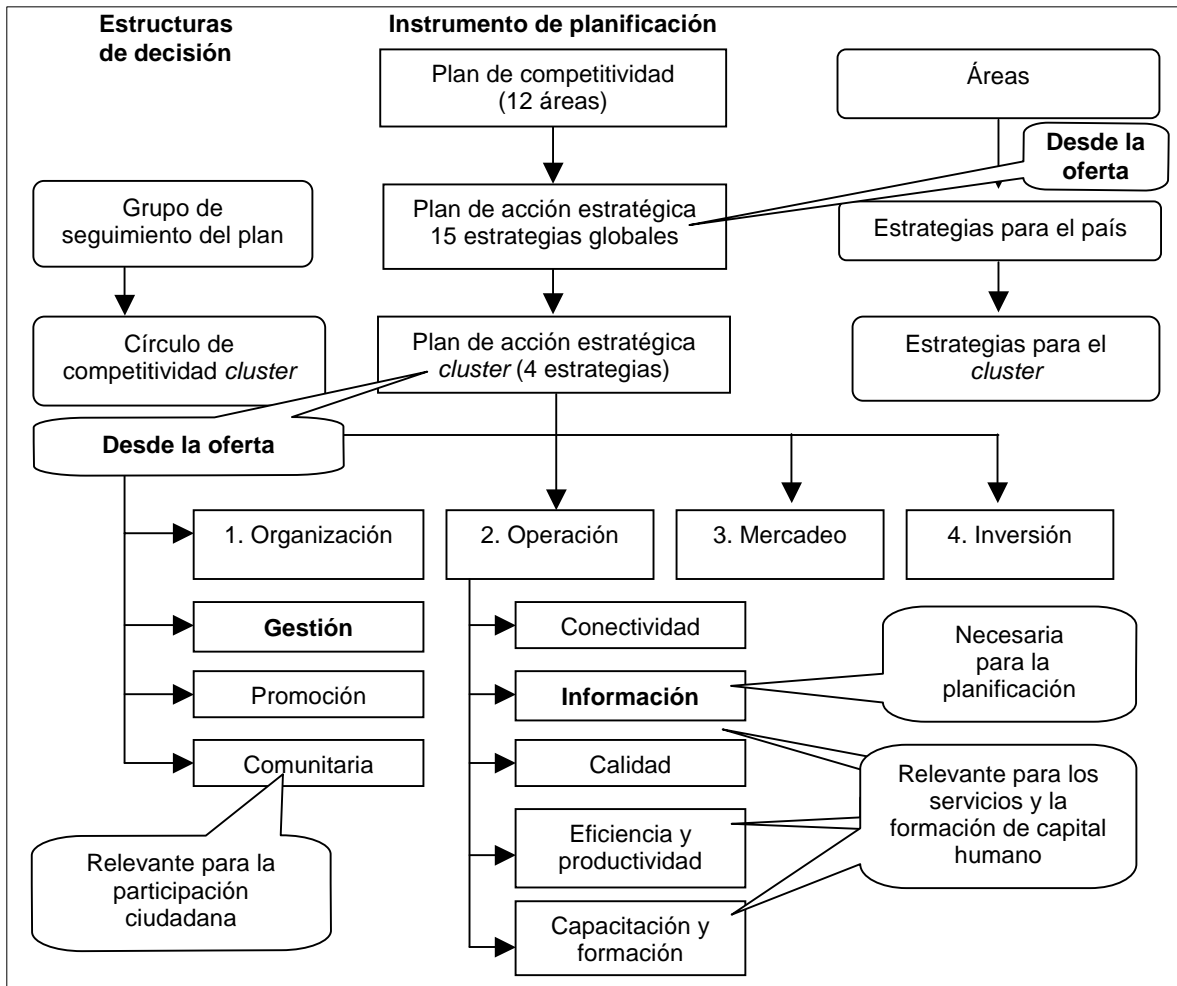 Estructuras
de decisión
Instrumento de planificación
Plan de competitividad
(12 áreas)
Áreas
Desde la
oferta
Grupo de
seguimiento del plan
Plan de acción estratégica
15 estrategias globales
Estrategias para el país
Círculo de
competitividad cluster
Plan de acción estratégica
cluster (4 estrategias)
Estrategias para el
cluster
Desde la oferta
1. Organización
2. Operación
3. Mercadeo
4. Inversión
Gestión
Promoción
Comunitaria
Conectividad
Información
Calidad
Eficiencia y
productividad
Capacitación y
formación
Necesaria
para la
planificación
Relevante para los
servicios y la
formación de capital
humano
Relevante para la
participación
ciudadana